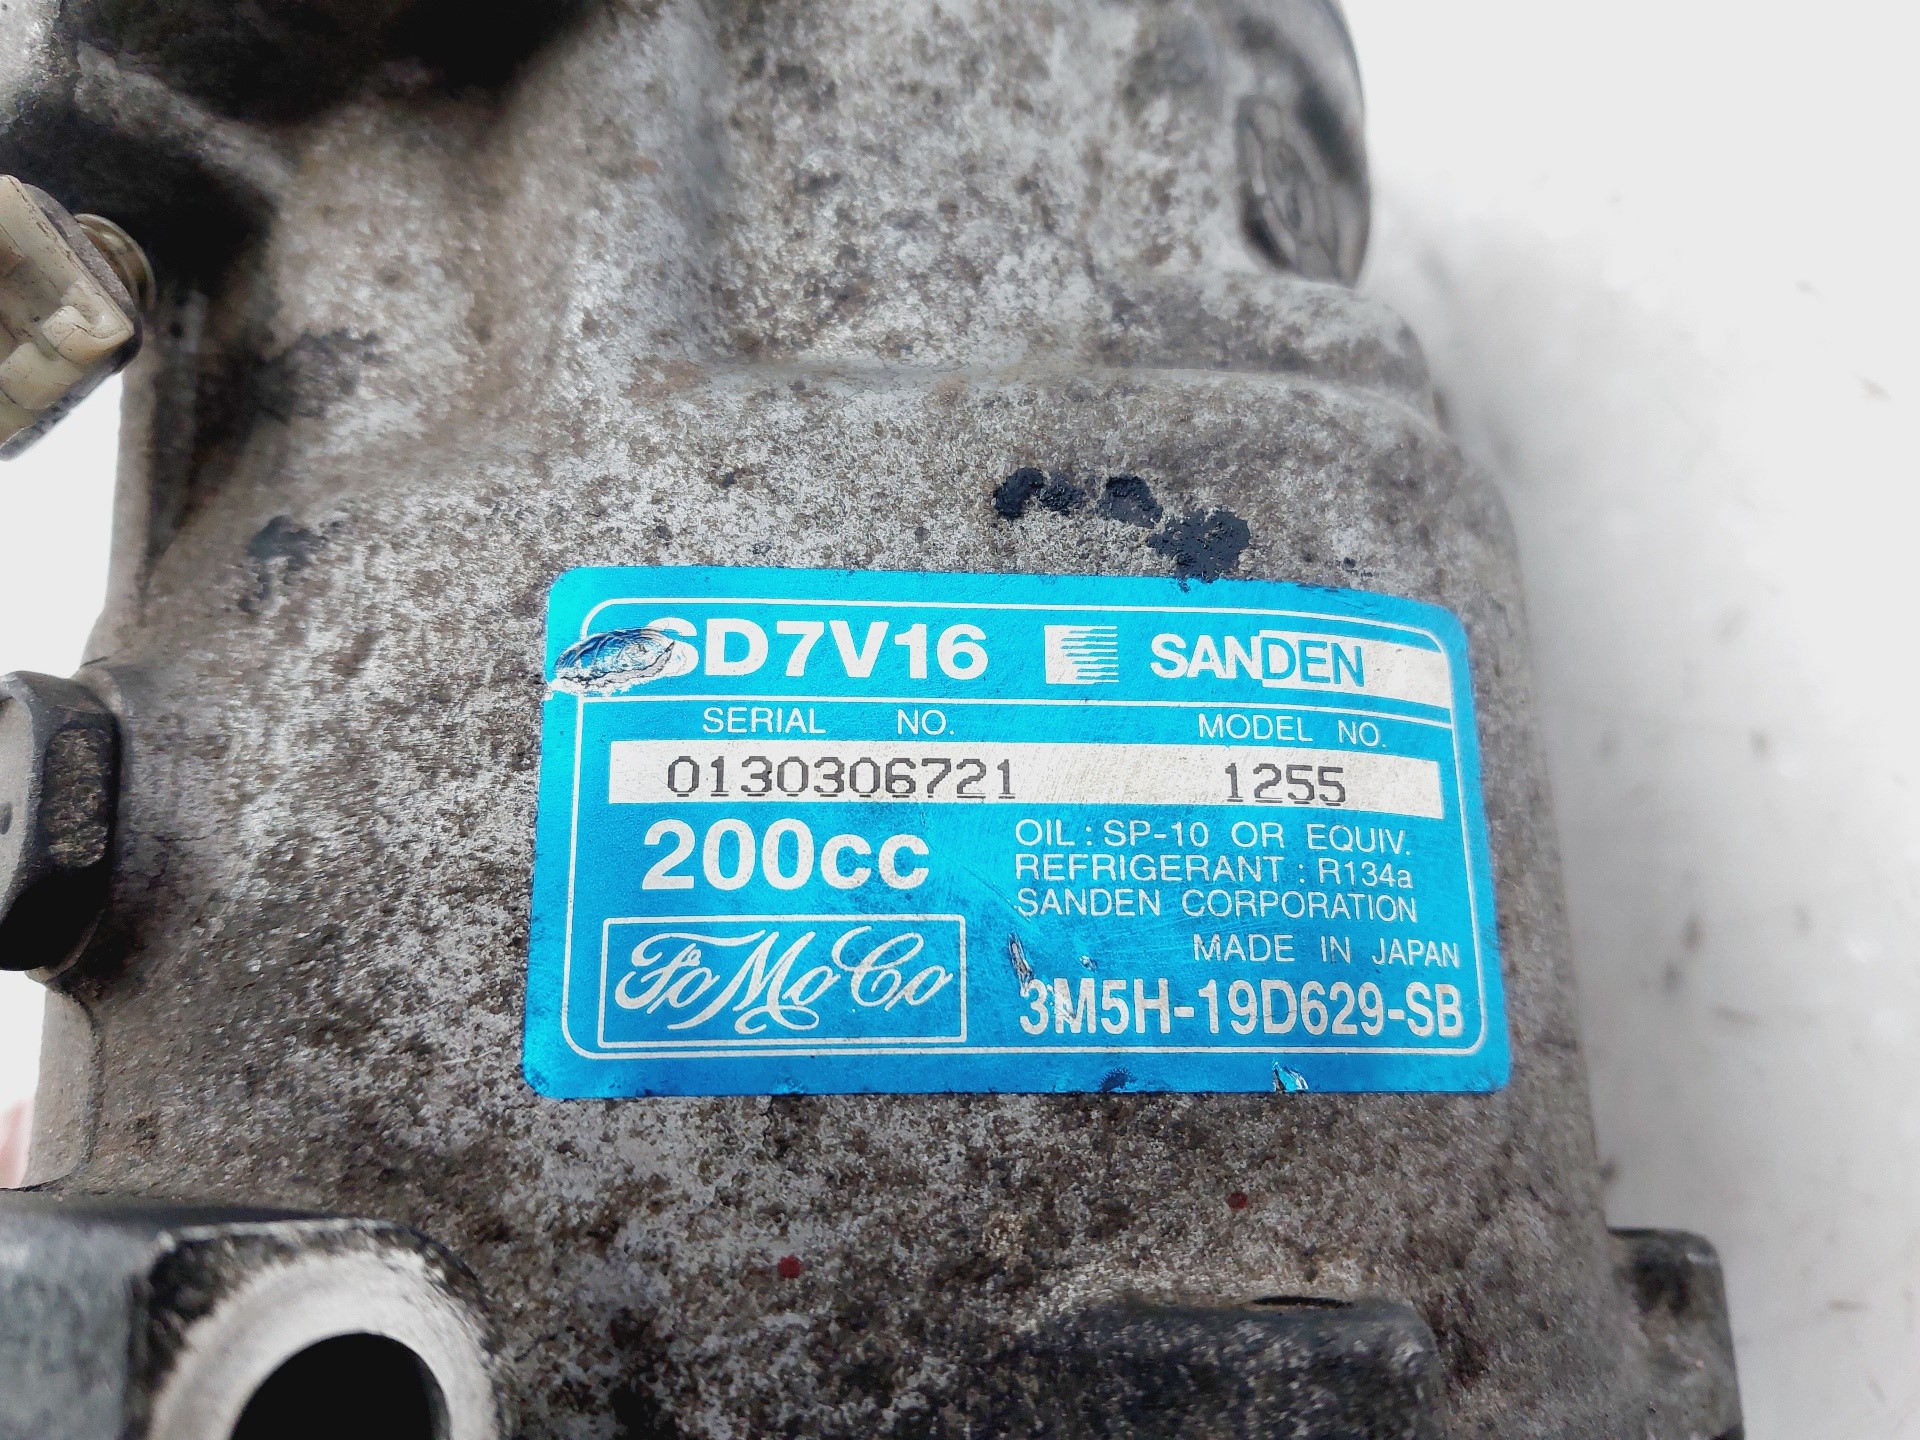 SD7V16 SANDEN
SERIAL NO. MODEL NO.
0130306721 1255
200cc
OIL : SP-10 OR EQUIV.
REFRIGERANT : R134a
SANDEN CORPORATION
MADE IN JAPAN
FoMoCo
3M5H-19D629-SB